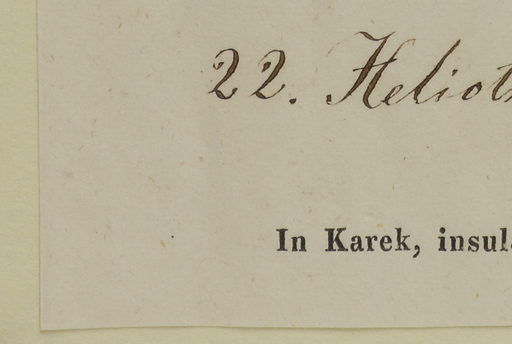 22. Heliot
In Karek, insul